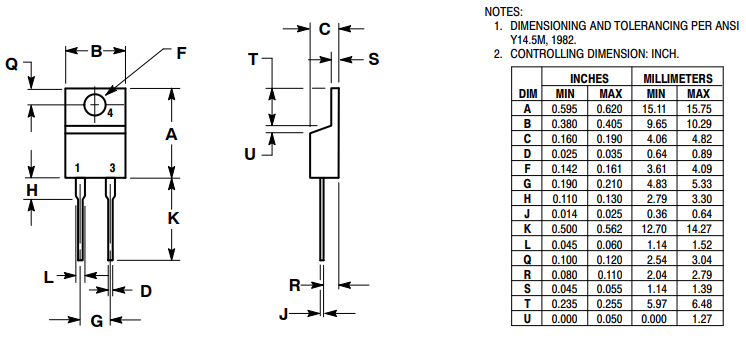 Q
B
F
4
A
1 3
H
K
L
D
G
C
T
S
U
R
J
NOTES:
1. DIMENSIONING AND TOLERANCING PER ANSI
Y14.5M, 1982.
2. CONTROLLING DIMENSION: INCH.
INCHES MILLIMETERS
DIM MIN MAX MIN MAX
A 0.595 0.620 15.11 15.75
B 0.380 0.405 9.65 10.29
C 0.160 0.190 4.06 4.82
D 0.025 0.035 0.64 0.89
F 0.142 0.161 3.61 4.09
G 0.190 0.210 4.83 5.33
H 0.110 0.130 2.79 3.30
J 0.014 0.025 0.36 0.64
K 0.500 0.562 12.70 14.27
L 0.045 0.060 1.14 1.52
Q 0.100 0.120 2.54 3.04
R 0.080 0.110 2.04 2.79
S 0.045 0.055 1.14 1.39
T 0.235 0.255 5.97 6.48
U 0.000 0.050 0.000 1.27